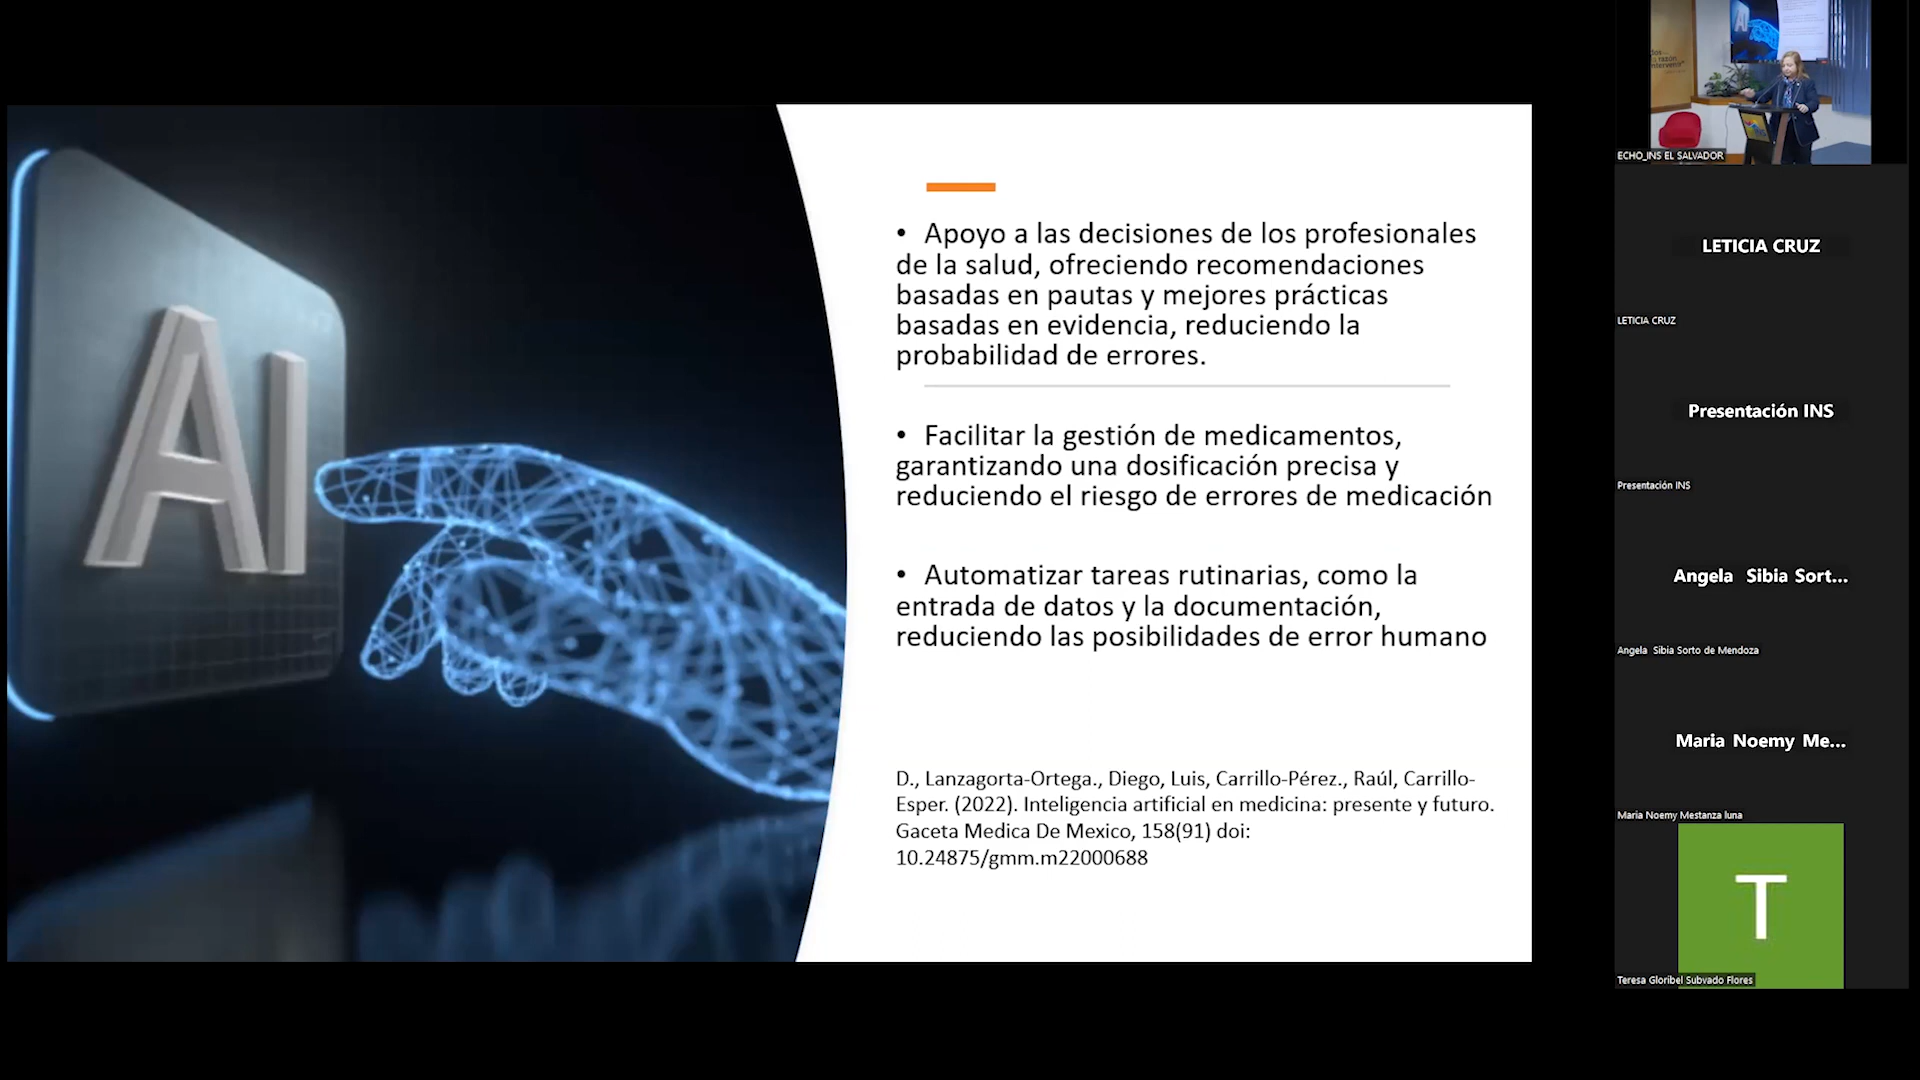 AI
• Apoyo a las decisiones de los profesionales
de la salud, ofreciendo recomendaciones
basadas en pautas y mejores prácticas
basadas en evidencia, reduciendo la
probabilidad de errores.
• Facilitar la gestión de medicamentos,
garantizando una dosificación precisa y
reduciendo el riesgo de errores de medicación
• Automatizar tareas rutinarias, como la
entrada de datos y la documentación,
reduciendo las posibilidades de error humano
D., Lanzagorta-Ortega., Diego, Luis, Carrillo-Pérez., Raúl, Carrillo-
Esper. (2022). Inteligencia artificial en medicina: presente y futuro.
Gaceta Medica De Mexico, 158(91) doi:
10.24875/gmm.m22000688
ECHO_INS EL SALVADOR
LETICIA CRUZ
LETICIA CRUZ
Presentación INS
Presentación INS
Angela Sibia Sort...
Angela Sibia Sorto de Mendoza
Maria Noemy Me...
Maria Noemy Mestanza luna
T
Teresa Gloribel Subvado Flores